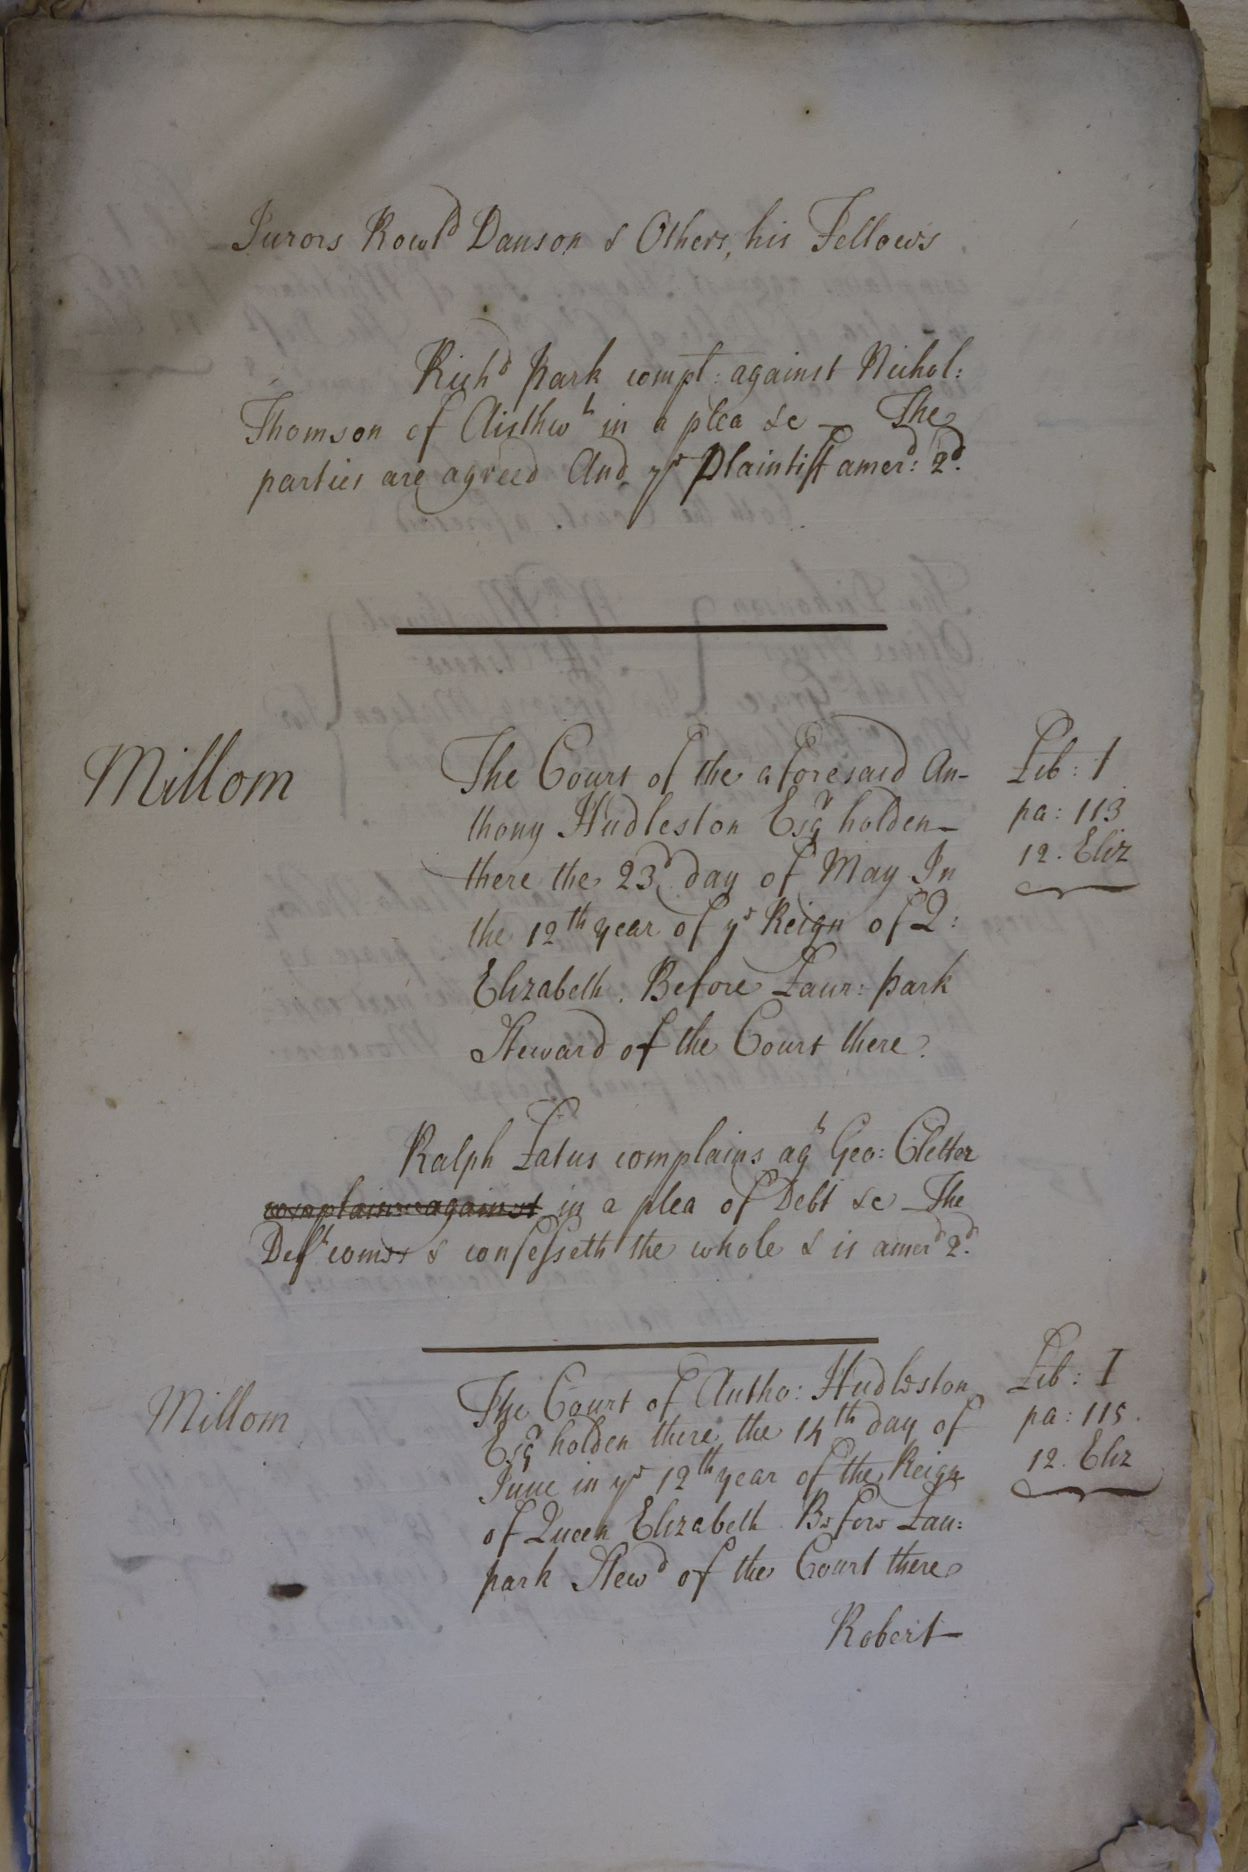 Jurors Rowld Dauson & Others, his Fellows
Richd Park compt: against Nichol:
Thomson of Aisthwt in a plea &c — The
parties are agreed And ye Plaintiff amerd: 2d.
Millom
The Court of the aforesaid An-
thony Hudleston Esqr holden
there the 23d day of May In
the 12th year of ye Reign of Q:
Elizabeth. Before Laur: Park
Steward of the Court there.
Lib: 1
pa: 113
12. Eliz
Ralph Latus complains agt Geo: Cletter
complaines against in a plea of Debt &c — The
Deft comes & confesseth the whole & is amerd 2d.
Millom
The Court of Antho: Hudleston
Esqr holden there the 14th day of
June in ye 12th year of the Reign
of Queen Elizabeth Before Lau:
park Stewd of the Court there
Lib: I
pa: 115.
12. Eliz
Robert